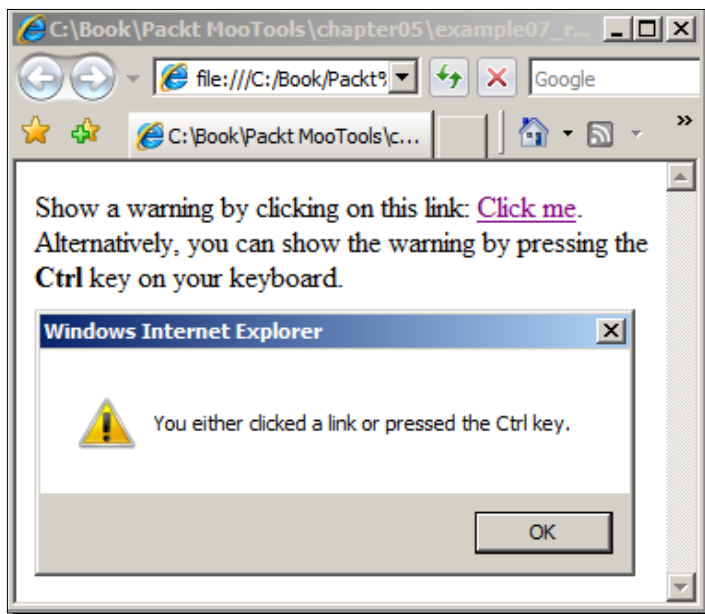 C:\Book\Packt MooTools\chapter05\example07_r...
file:///C:/Book/Packt%
Google
C:\Book\Packt MooTools\c...
»
Show a warning by clicking on this link: Click me.
Alternatively, you can show the warning by pressing the
Ctrl key on your keyboard.
Windows Internet Explorer
You either clicked a link or pressed the Ctrl key.
OK